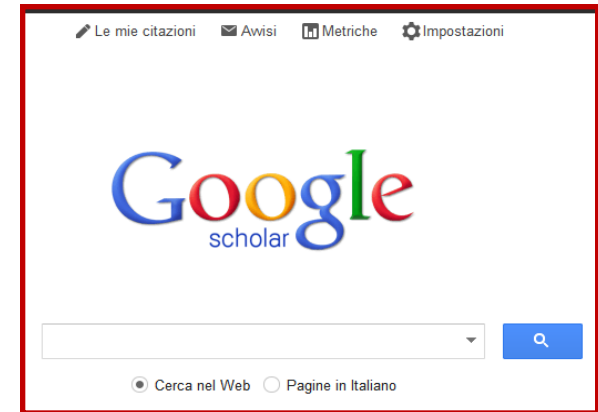 Le mie citazioni Avvisi Metriche Impostazioni
Google
scholar
Cerca nel Web Pagine in Italiano